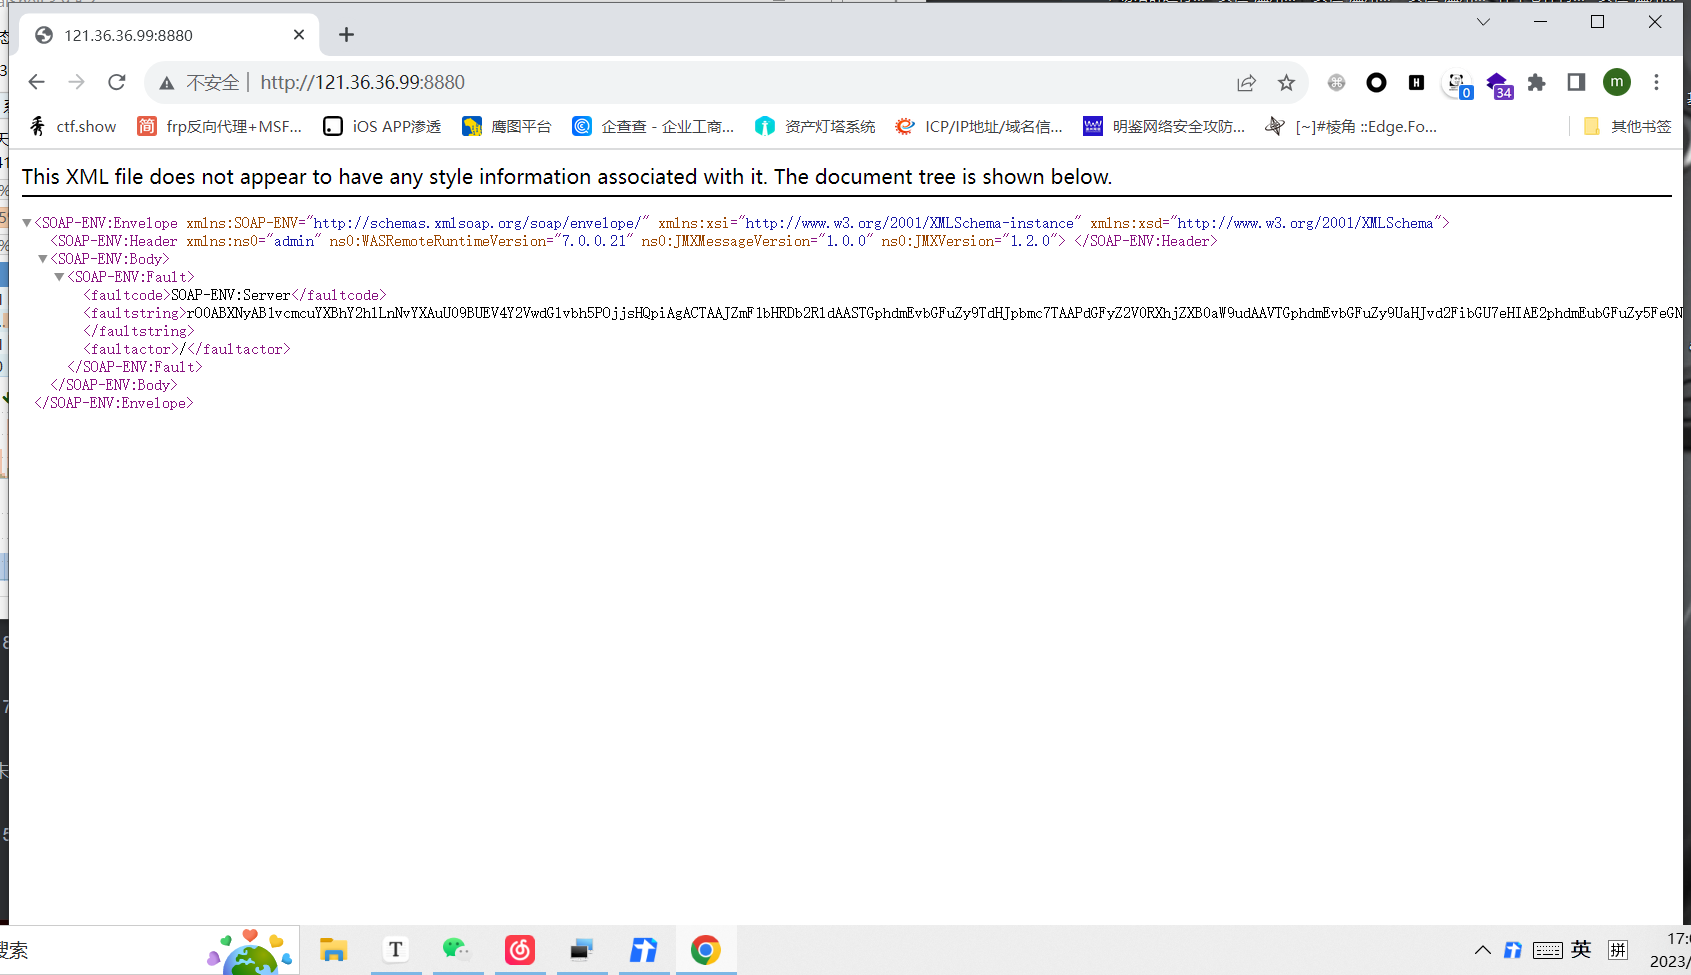 121.36.36.99:8880
不安全 | http://121.36.36.99:8880
0
34
m
ctf.show
简 frp反向代理+MSF...
iOS APP渗透
鹰图平台
企查查 - 企业工商...
资产灯塔系统
ICP/IP地址/域名信...
明鉴网络安全攻防...
[~]#棱角 ::Edge.Fo...
其他书签
This XML file does not appear to have any style information associated with it. The document tree is shown below.
▼<SOAP-ENV:Envelope xmlns:SOAP-ENV="http://schemas.xmlsoap.org/soap/envelope/" xmlns:xsi="http://www.w3.org/2001/XMLSchema-instance" xmlns:xsd="http://www.w3.org/2001/XMLSchema">
<SOAP-ENV:Header xmlns:ns0="admin" ns0:WASRemoteRuntimeVersion="7.0.0.21" ns0:JMXMessageVersion="1.0.0" ns0:JMXVersion="1.2.0"> </SOAP-ENV:Header>
▼<SOAP-ENV:Body>
▼<SOAP-ENV:Fault>
<faultcode>SOAP-ENV:Server</faultcode>
<faultstring>rO0ABXNyAB1vcmcuYXBhY2hlLnNvYXAuU09BUEV4Y2VwdGlvbh5POjjsHQpiAgACTAAJZmF1bHRDb2RldAASTGphdmEvbGFuZy9TdHJpbmc7TAAPdGFyZ2V0RXhjZXB0aW9udAAVTGphdmEvbGFuZy9UaHJvd2FibGU7eHIAE2phdmEubGFuZy5FeGN
</faultstring>
<faultactor>/</faultactor>
</SOAP-ENV:Fault>
</SOAP-ENV:Body>
</SOAP-ENV:Envelope>
搜索
T
英
拼
17:
2023/